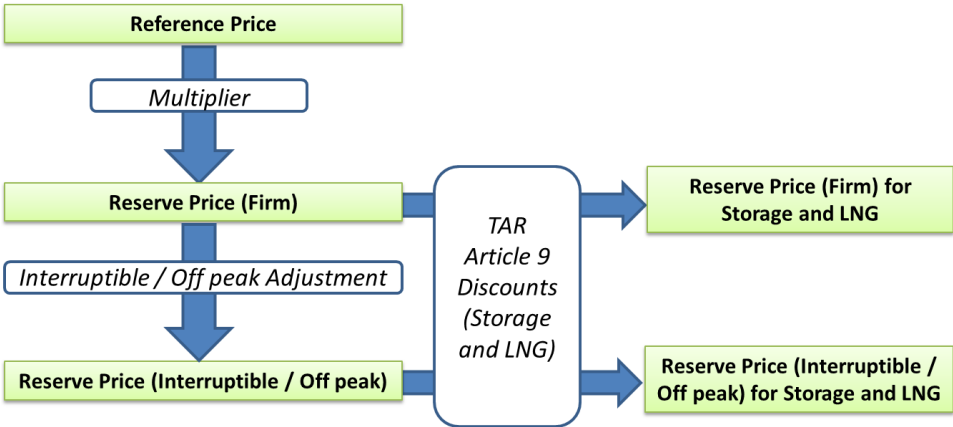 Reference Price
Multiplier
Reserve Price (Firm)
Interruptible / Off peak Adjustment
Reserve Price (Interruptible / Off peak)
TAR
Article 9
Discounts
(Storage
and LNG)
Reserve Price (Firm) for
Storage and LNG
Reserve Price (Interruptible /
Off peak) for Storage and LNG